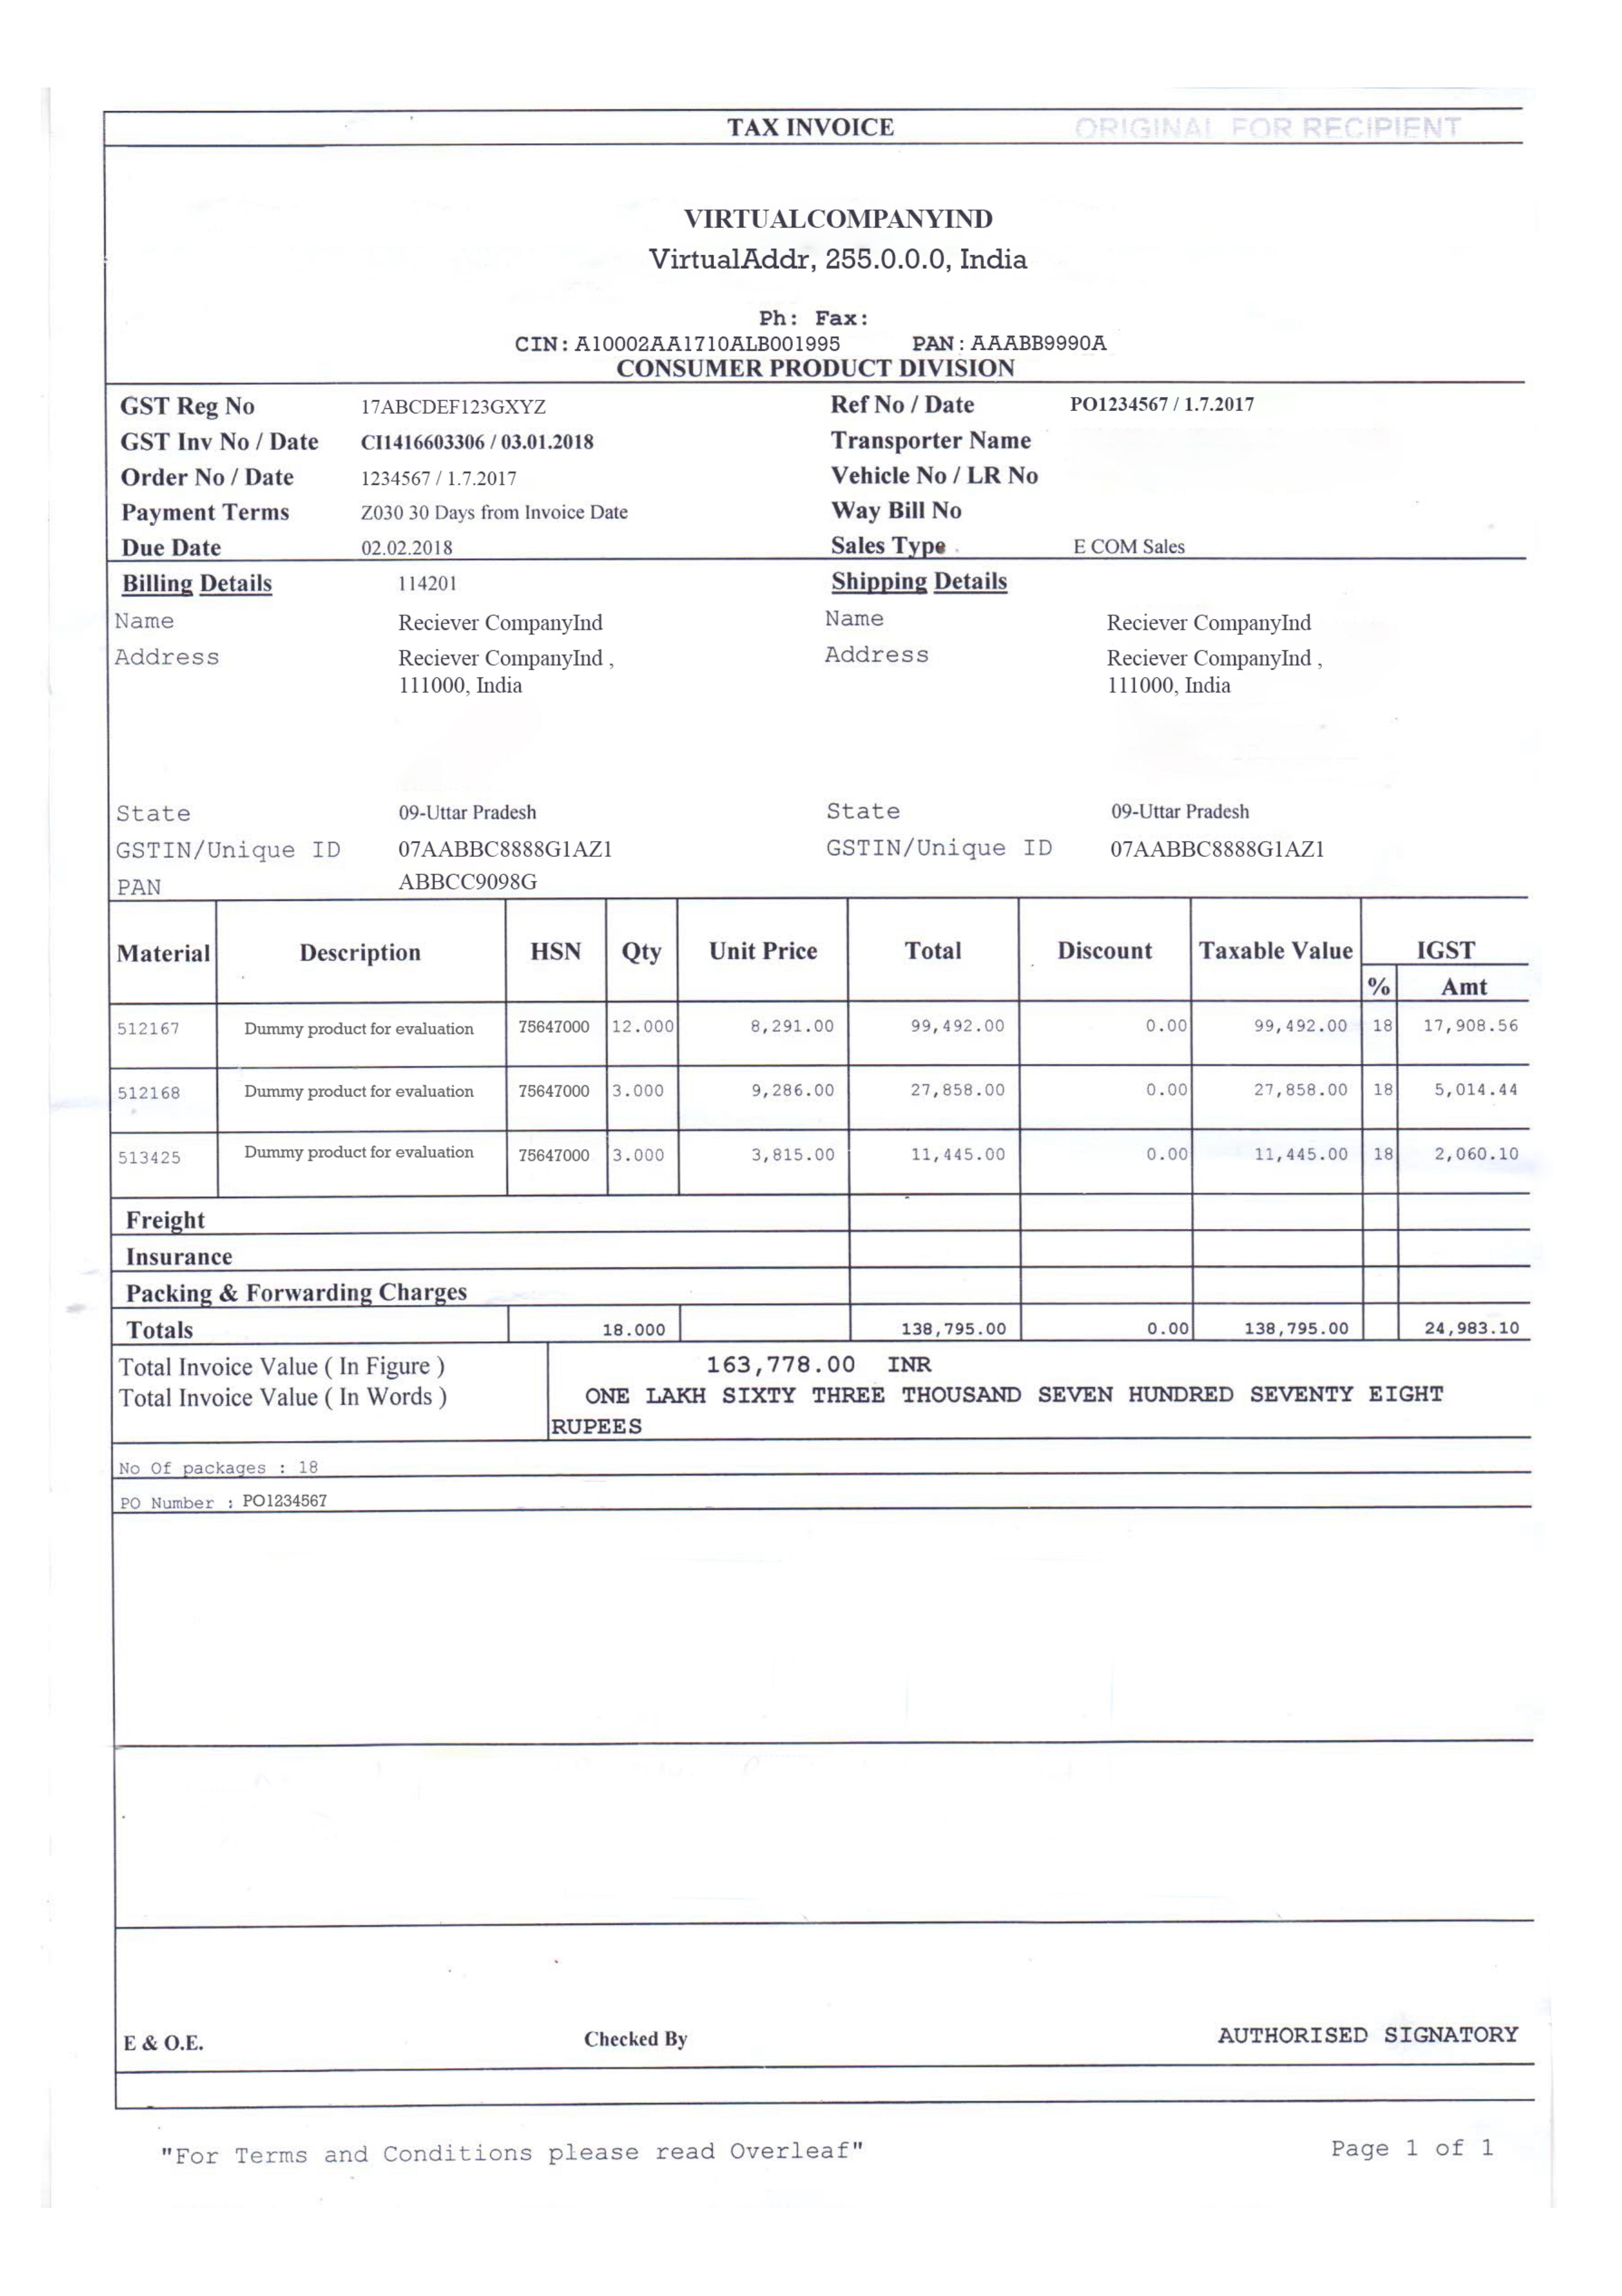 TAX INVOICE ORIGINAL FOR RECIPIENT
VIRTUALCOMPANYIND
VirtualAddr, 255.0.0.0, India
Ph: Fax:
CIN: A10002AA1710ALB001995 PAN: AAABB9990A
CONSUMER PRODUCT DIVISION
GST Reg No 17ABCDEF123GXYZ Ref No / Date PO1234567 / 1.7.2017
GST Inv No / Date CI1416603306 / 03.01.2018 Transporter Name
Order No / Date 1234567 / 1.7.2017 Vehicle No / LR No
Payment Terms Z030 30 Days from Invoice Date Way Bill No
Due Date 02.02.2018 Sales Type E COM Sales
Billing Details 114201 Shipping Details
Name Reciever CompanyInd Name Reciever CompanyInd
Address Reciever CompanyInd , Address Reciever CompanyInd ,
111000, India 111000, India
State 09-Uttar Pradesh State 09-Uttar Pradesh
GSTIN/Unique ID 07AABBC8888G1AZ1 GSTIN/Unique ID 07AABBC8888G1AZ1
PAN ABBCC9098G
Material Description HSN Qty Unit Price Total Discount Taxable Value IGST
% Amt
512167 Dummy product for evaluation 75647000 12.000 8,291.00 99,492.00 0.00 99,492.00 18 17,908.56
512168 Dummy product for evaluation 75647000 3.000 9,286.00 27,858.00 0.00 27,858.00 18 5,014.44
513425 Dummy product for evaluation 75647000 3.000 3,815.00 11,445.00 0.00 11,445.00 18 2,060.10
Freight
Insurance
Packing & Forwarding Charges
Totals 18.000 138,795.00 0.00 138,795.00 24,983.10
Total Invoice Value ( In Figure ) 163,778.00 INR
Total Invoice Value ( In Words ) ONE LAKH SIXTY THREE THOUSAND SEVEN HUNDRED SEVENTY EIGHT
RUPEES
No Of packages : 18
PO Number : PO1234567
E & O.E. Checked By AUTHORISED SIGNATORY
"For Terms and Conditions please read Overleaf" Page 1 of 1